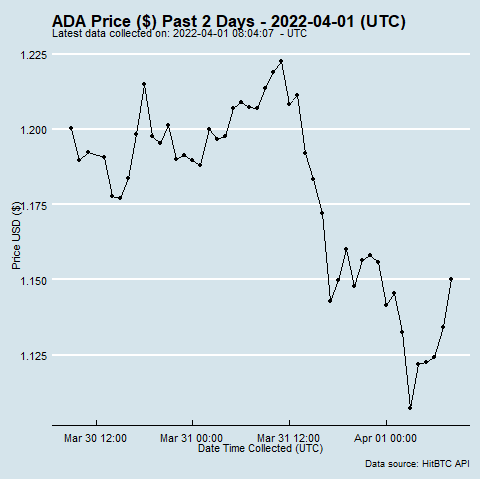 ADA Price ($) Past 2 Days - 2022-04-01 (UTC)
Latest data collected on: 2022-04-01 08:04:07 - UTC
1.225
1.200
1.175
1.150
1.125
Price USD ($)
Mar 30 12:00
Mar 31 00:00
Mar 31 12:00
Apr 01 00:00
Date Time Collected (UTC)
Data source: HitBTC API